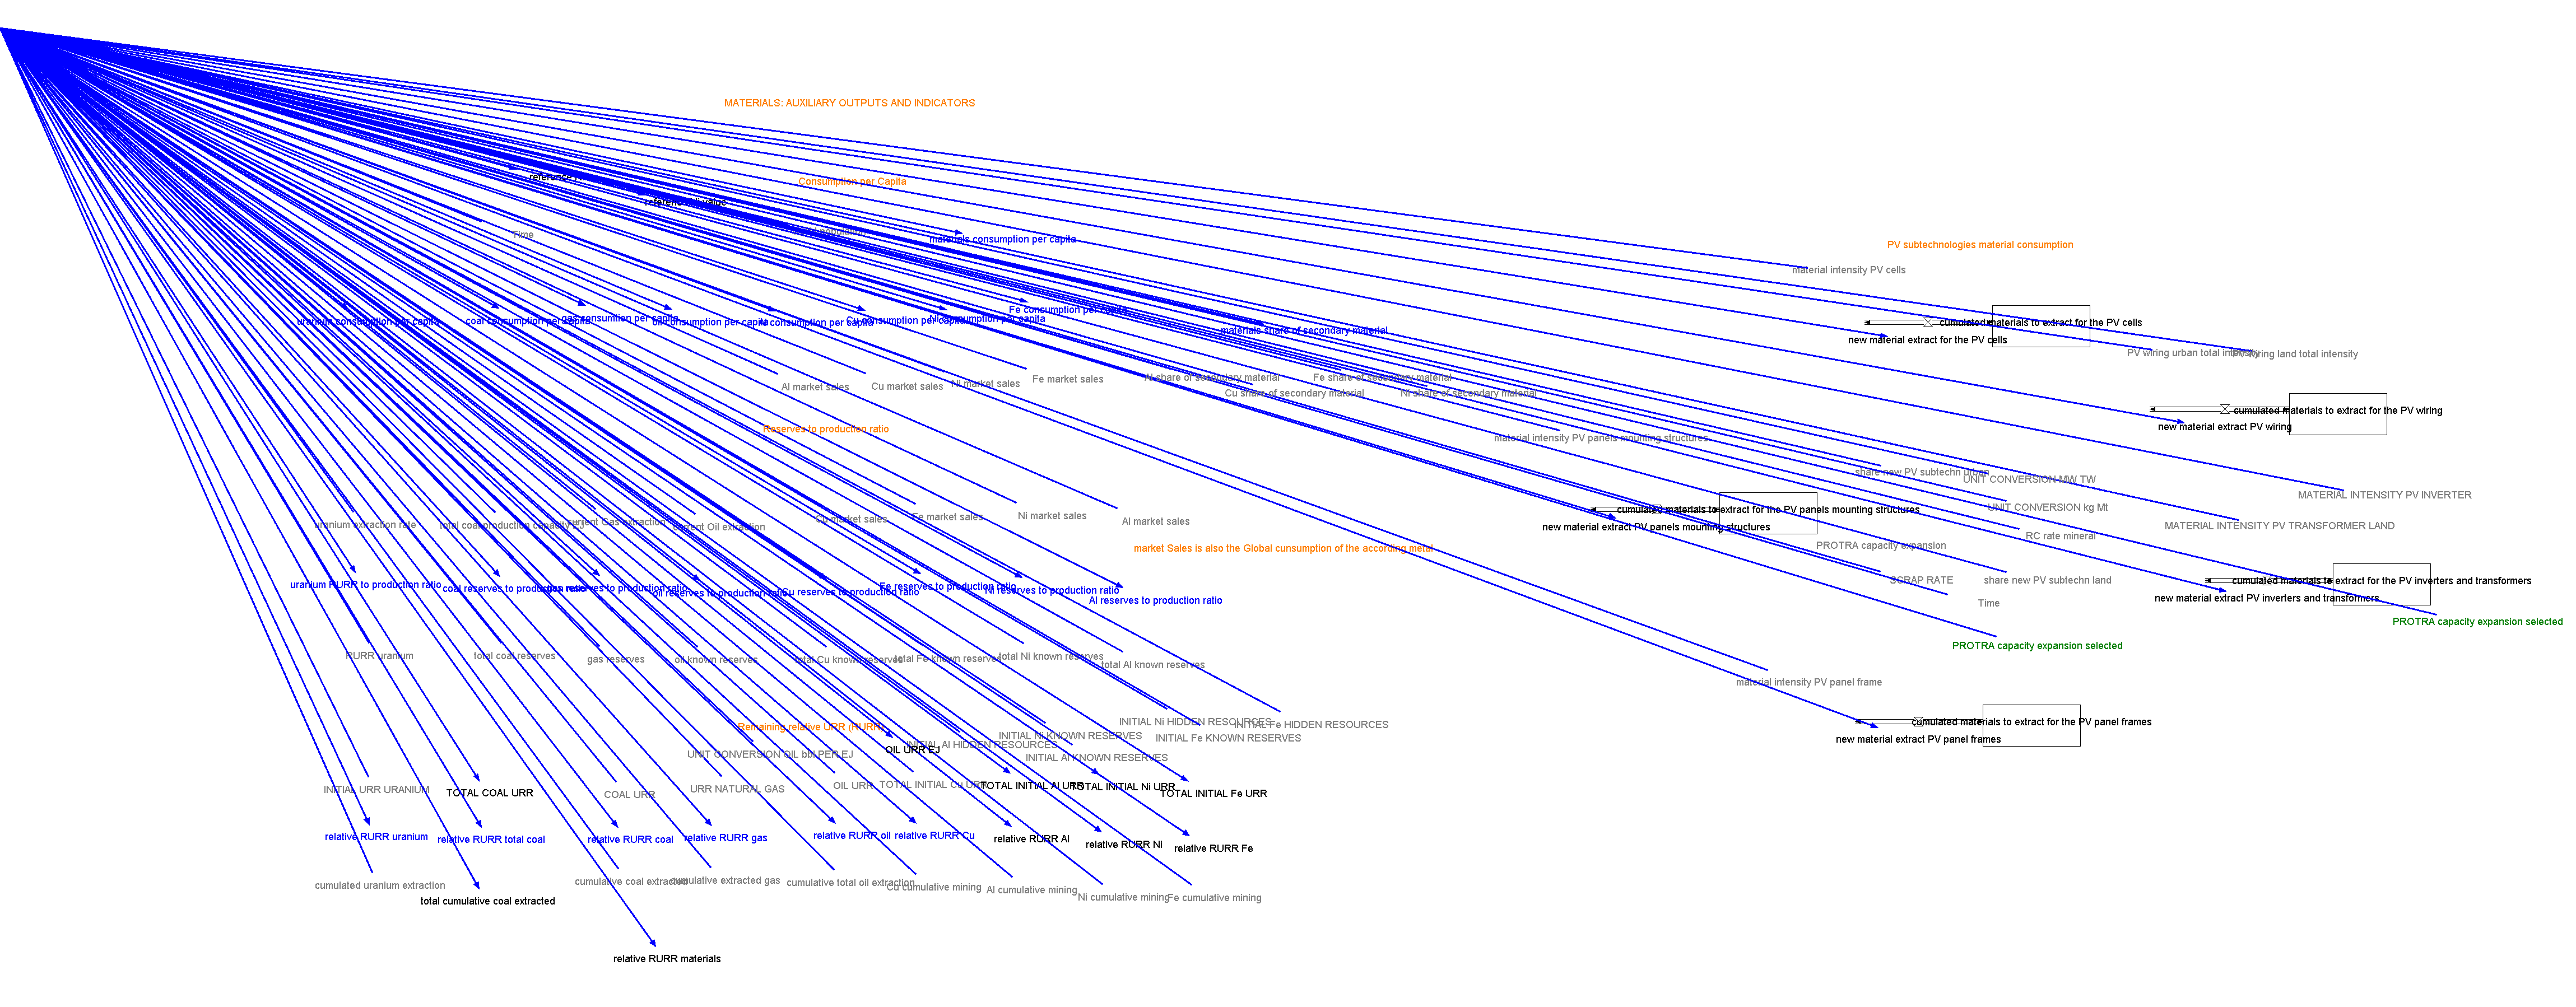 MATERIALS: AUXILIARY OUTPUTS AND INDICATORS
Consumption per Capita
reference
value
Time
materials consumption per capita
PV subtechnologies material consumption
material intensity PV cells
uranium consumption per capita
coal consumption per capita
gas consumption per capita
oil consumption per capita
Al consumption per capita
Cu consumption per capita
Ni consumption per capita
Fe consumption per capita
materials share of secondary material
cumulated materials to extract for the PV cells
new material extract for the PV cells
PV wiring urban total intensity
PV wiring land total intensity
Al market sales
Cu market sales
Ni market sales
Fe market sales
Al share of secondary material
Cu share of secondary material
Fe share of secondary material
Ni share of secondary material
cumulated materials to extract for the PV wiring
new material extract PV wiring
Reserves to production ratio
material intensity PV panels mounting structures
share new PV subtechn urban
UNIT CONVERSION MW TW
MATERIAL INTENSITY PV INVERTER
UNIT CONVERSION kg Mt
cumulated materials to extract for the PV panels mounting structures
new material extract PV panels mounting structures
MATERIAL INTENSITY PV TRANSFORMER LAND
RC rate mineral
uranium extraction rate
total coal production capacity EJ
current Gas extraction
current Oil extraction
Cu market sales
Fe market sales
Ni market sales
Al market sales
market Sales is also the Global cunsumption of the according metal
PROTRA capacity expansion
SCRAP RATE
share new PV subtechn land
Time
cumulated materials to extract for the PV inverters and transformers
new material extract PV inverters and transformers
PROTRA capacity expansion selected
PROTRA capacity expansion selected
uranium RURR to production ratio
coal reserves to production ratio
gas reserves to production ratio
oil reserves to production ratio
Cu reserves to production ratio
Fe reserves to production ratio
Ni reserves to production ratio
Al reserves to production ratio
RURR uranium
total coal reserves
gas reserves
oil known reserves
total Cu known reserves
total Fe known reserves
total Ni known reserves
total Al known reserves
material intensity PV panel frame
cumulated materials to extract for the PV panel frames
new material extract PV panel frames
Remaining relative URR (RURR)
INITIAL Ni HIDDEN RESOURCES
INITIAL Fe HIDDEN RESOURCES
INITIAL Ni KNOWN RESERVES
INITIAL Fe KNOWN RESERVES
INITIAL Al HIDDEN RESOURCES
INITIAL Al KNOWN RESERVES
UNIT CONVERSION OIL bbl PER EJ
OIL URR EJ
INITIAL URR URANIUM
TOTAL COAL URR
COAL URR
URR NATURAL GAS
OIL URR
TOTAL INITIAL Cu URR
TOTAL INITIAL Al URR
TOTAL INITIAL Ni URR
TOTAL INITIAL Fe URR
relative RURR uranium
relative RURR total coal
relative RURR coal
relative RURR gas
relative RURR oil
relative RURR Cu
relative RURR Al
relative RURR Ni
relative RURR Fe
cumulated uranium extraction
total cumulative coal extracted
cumulative coal extracted
cumulative extracted gas
cumulative total oil extraction
Cu cumulative mining
Al cumulative mining
Ni cumulative mining
Fe cumulative mining
relative RURR materials